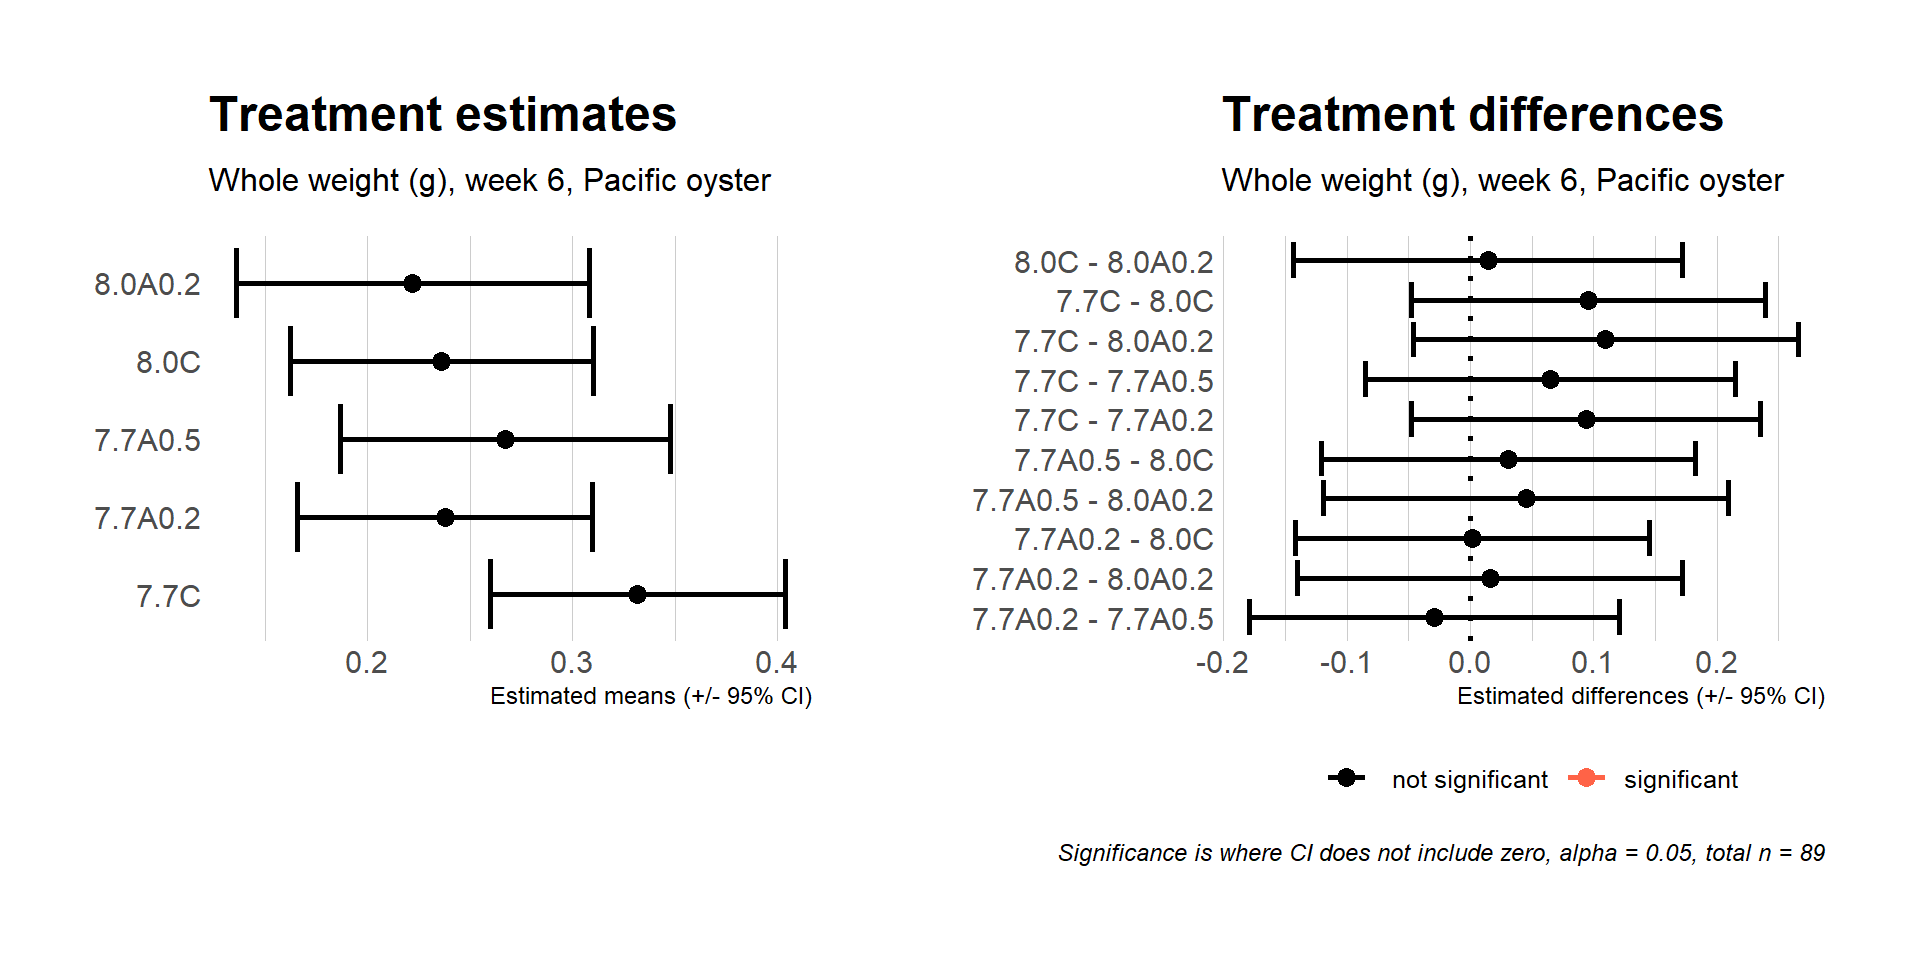 Treatment estimates
Whole weight (g), week 6, Pacific oyster
8.0A0.2
8.0C
7.7A0.5
7.7A0.2
7.7C
0.2 0.3 0.4
Estimated means (+/- 95% CI)
Treatment differences
Whole weight (g), week 6, Pacific oyster
8.0C - 8.0A0.2
7.7C - 8.0C
7.7C - 8.0A0.2
7.7C - 7.7A0.5
7.7C - 7.7A0.2
7.7A0.5 - 8.0C
7.7A0.5 - 8.0A0.2
7.7A0.2 - 8.0C
7.7A0.2 - 8.0A0.2
7.7A0.2 - 7.7A0.5
-0.2 -0.1 0.0 0.1 0.2
Estimated differences (+/- 95% CI)
not significant significant
Significance is where CI does not include zero, alpha = 0.05, total n = 89